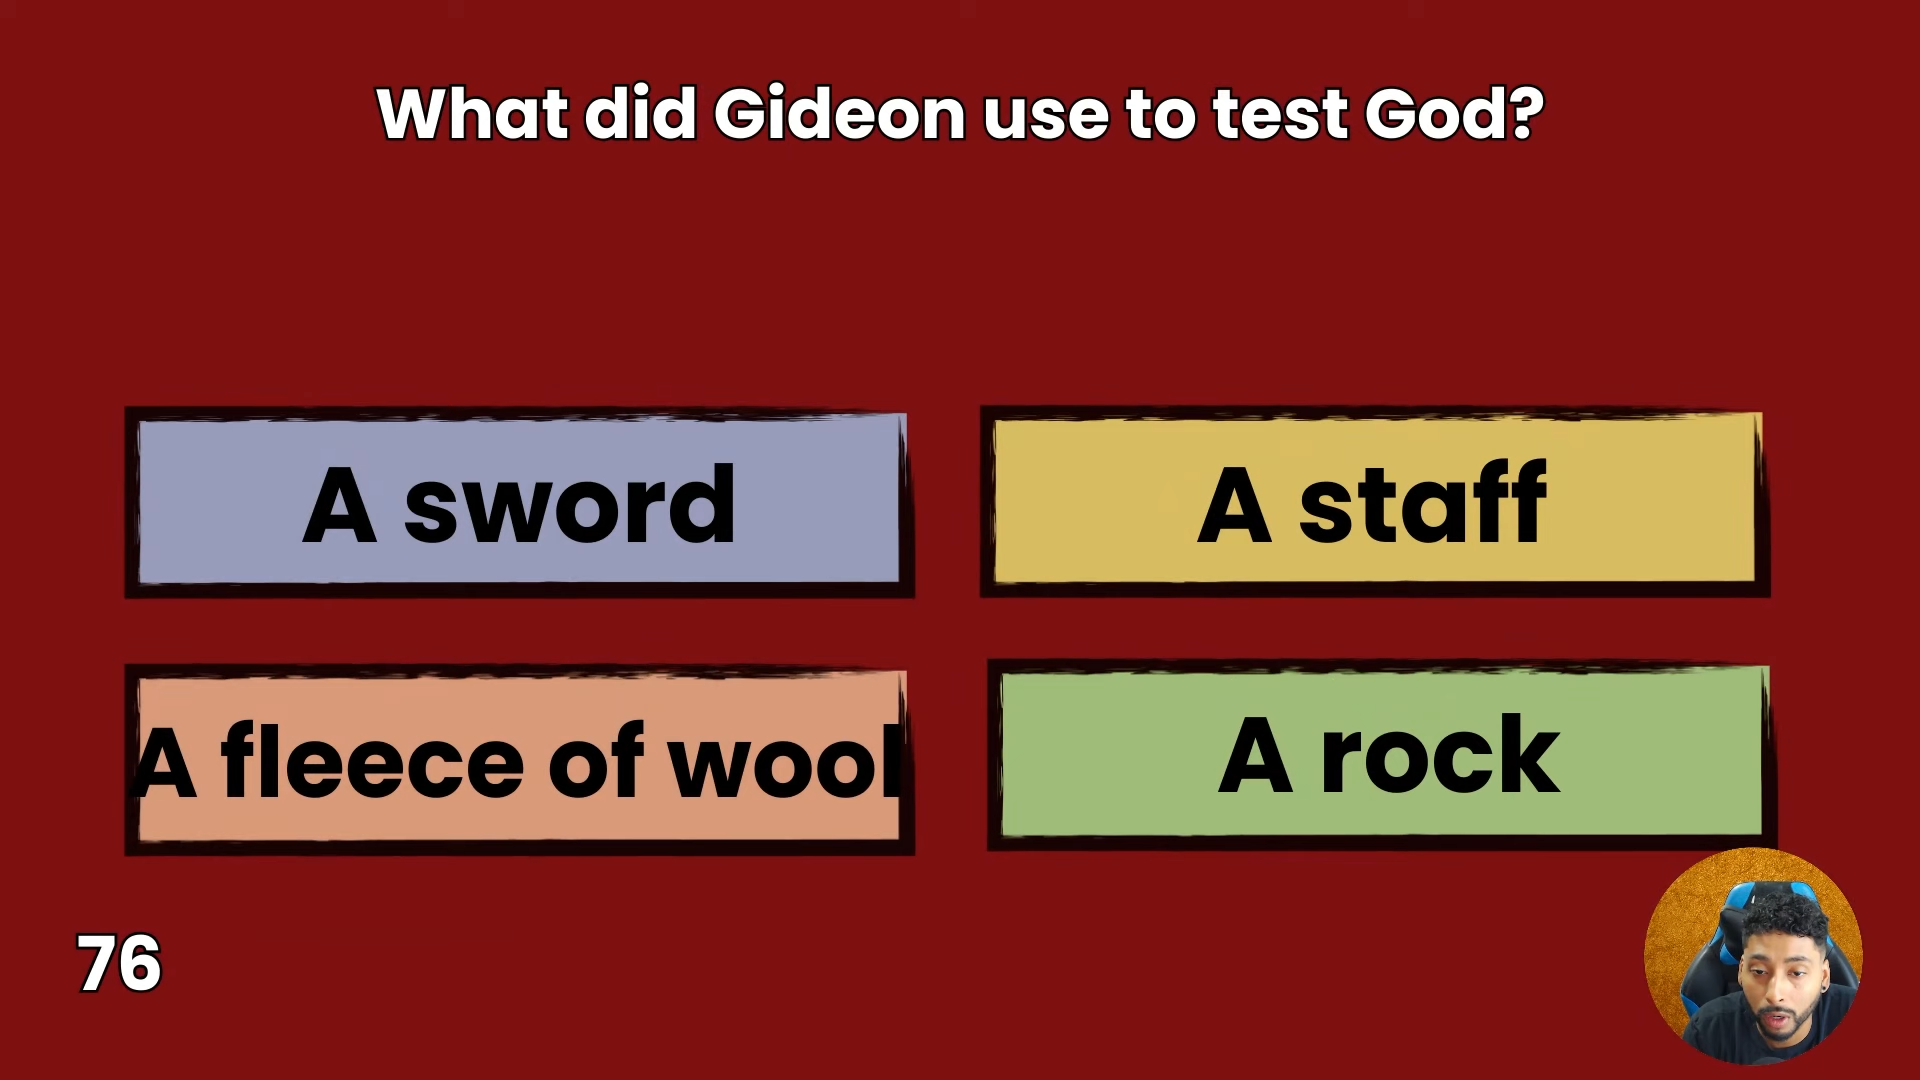 What did Gideon use to test God?
A sword
A staff
A fleece of wool
A rock
76